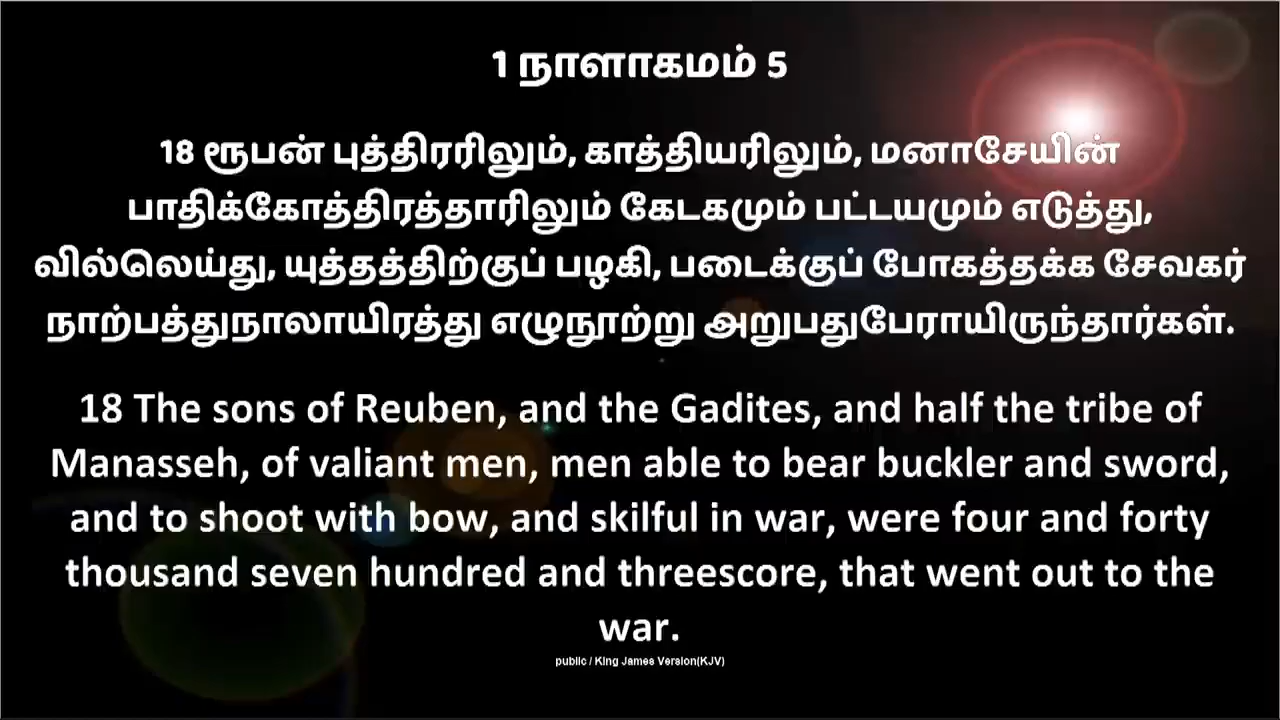 1 நாளாகமம் 5
18 ரூபன் புத்திரரிலும், காத்தியரிலும், மனாசேயின்
பாதிக்கோத்திரத்தாரிலும் கேடகமும் பட்டயமும் எடுத்து,
வில்லெய்து, யுத்தத்திற்குப் பழகி, படைக்குப் போகத்தக்க சேவகர்
நாற்பத்துநாலாயிரத்து எழுநூற்று அறுபதுபேராயிருந்தார்கள்.
18 The sons of Reuben, and the Gadites, and half the tribe of
Manasseh, of valiant men, men able to bear buckler and sword,
and to shoot with bow, and skilful in war, were four and forty
thousand seven hundred and threescore, that went out to the
war.
public / King James Version(KJV)